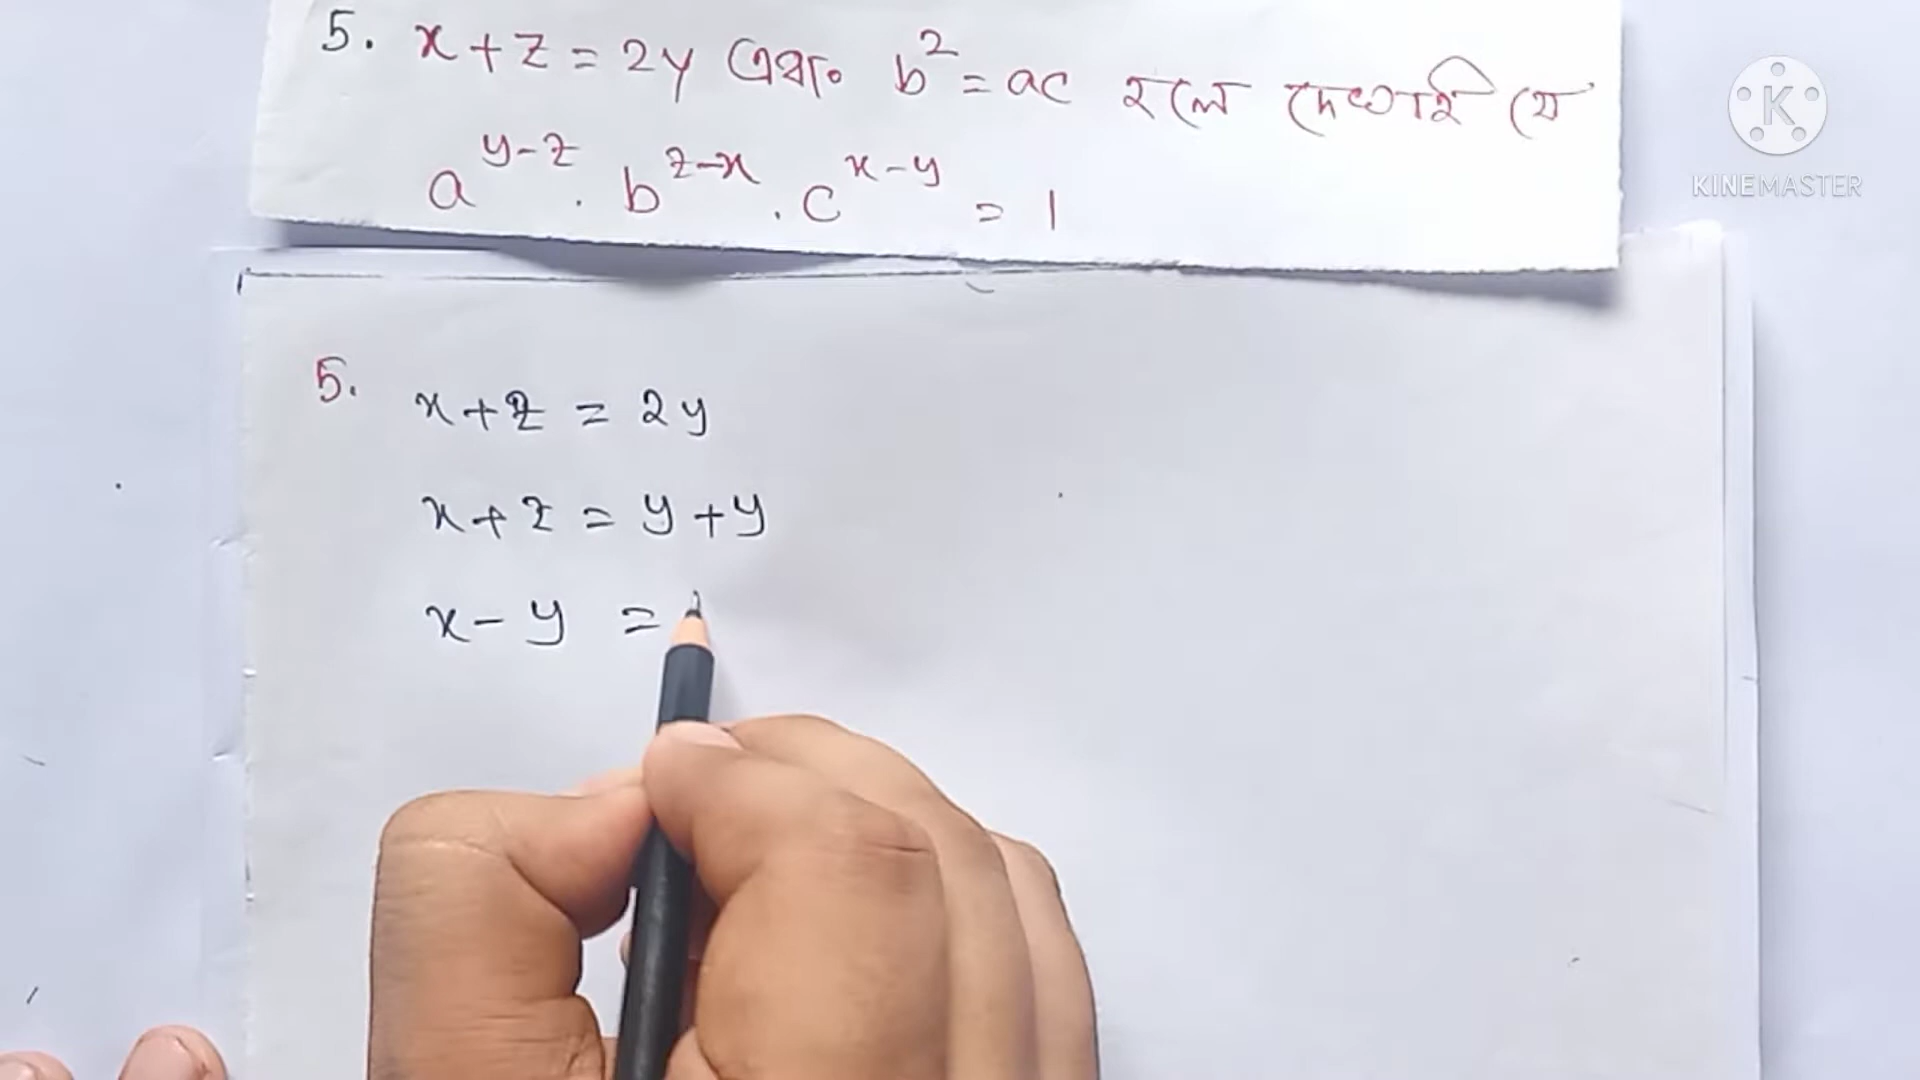 5. x+z=2y এবং b²=ac হলে দেখাই যে
a^{y-z} . b^{z-x} . c^{x-y} = 1
KINEMASTER
5. x+z = 2y
x+z = y+y
x-y =